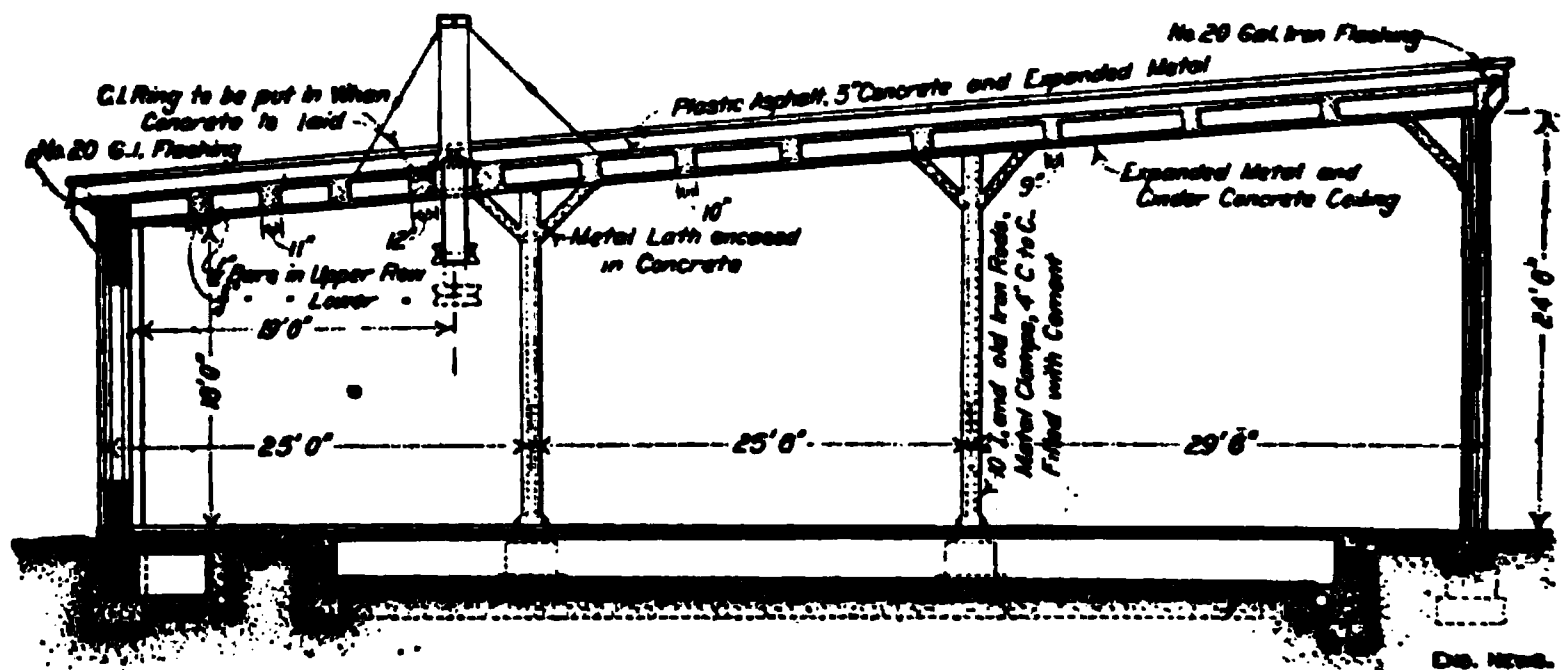 No. 20 Gal. Iron Flashing
C.I. Ring to be put in When
Concrete is laid
Plastic Asphalt, 3" Concrete and Expanded Metal
No. 20 G.I. Flashing
Expanded Metal and
Cinder Concrete Ceiling
9"
10"
11"
12"
Metal Lath encased
in Concrete
Bars in Upper Row
" " Lower "
19'0"
18'0"
10" I, and old Iron Rods,
Metal Clamps, 4" C to C.
Filled with Cement
24'0"
25'0"
25'0"
29'6"
ENG. NEWS.